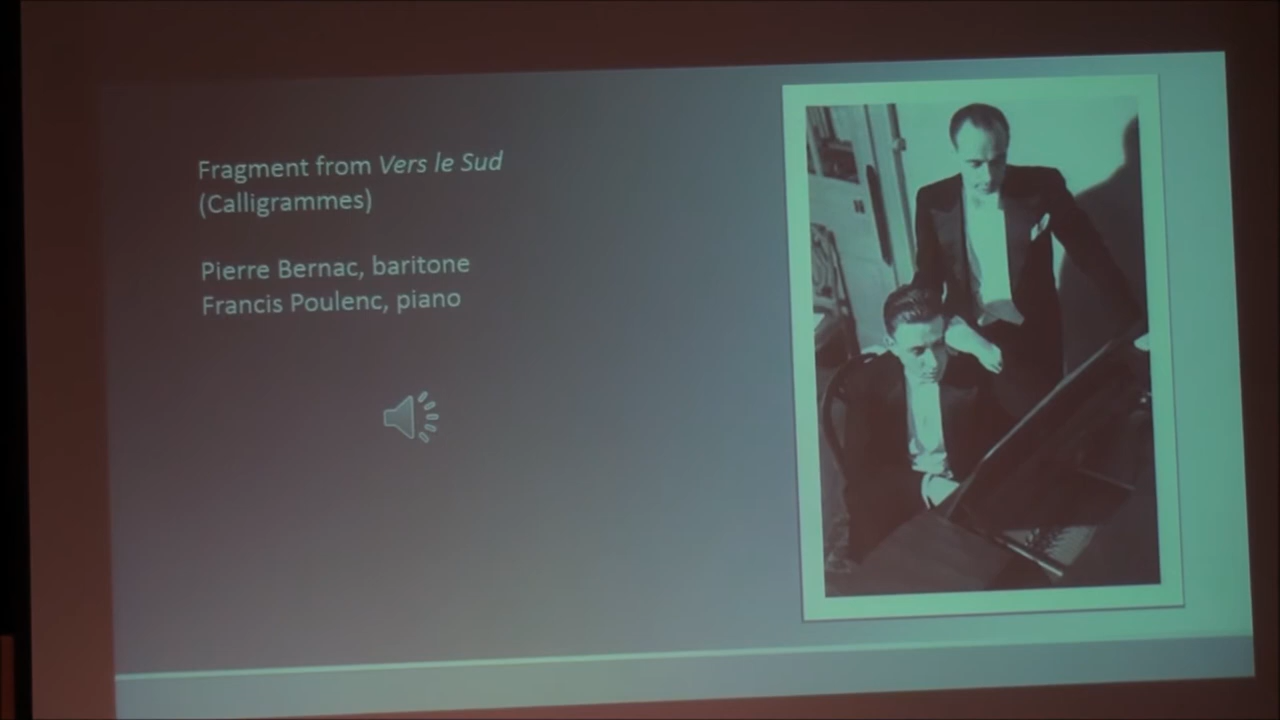 Fragment from Vers le Sud
(Calligrammes)
Pierre Bernac, baritone
Francis Poulenc, piano